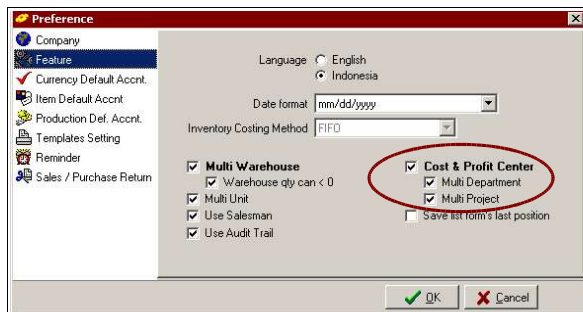 Preference
Company
Feature
Currency Default Accnt.
Item Default Accnt
Production Def. Accnt.
Templates Setting
Reminder
Sales / Purchase Return
Language English
Indonesia
Date format mm/dd/yyyy
Inventory Costing Method FIFO
Multi Warehouse
Warehouse qty can < 0
Multi Unit
Use Salesman
Use Audit Trail
Cost & Profit Center
Multi Department
Multi Project
Save list form's last position
OK Cancel